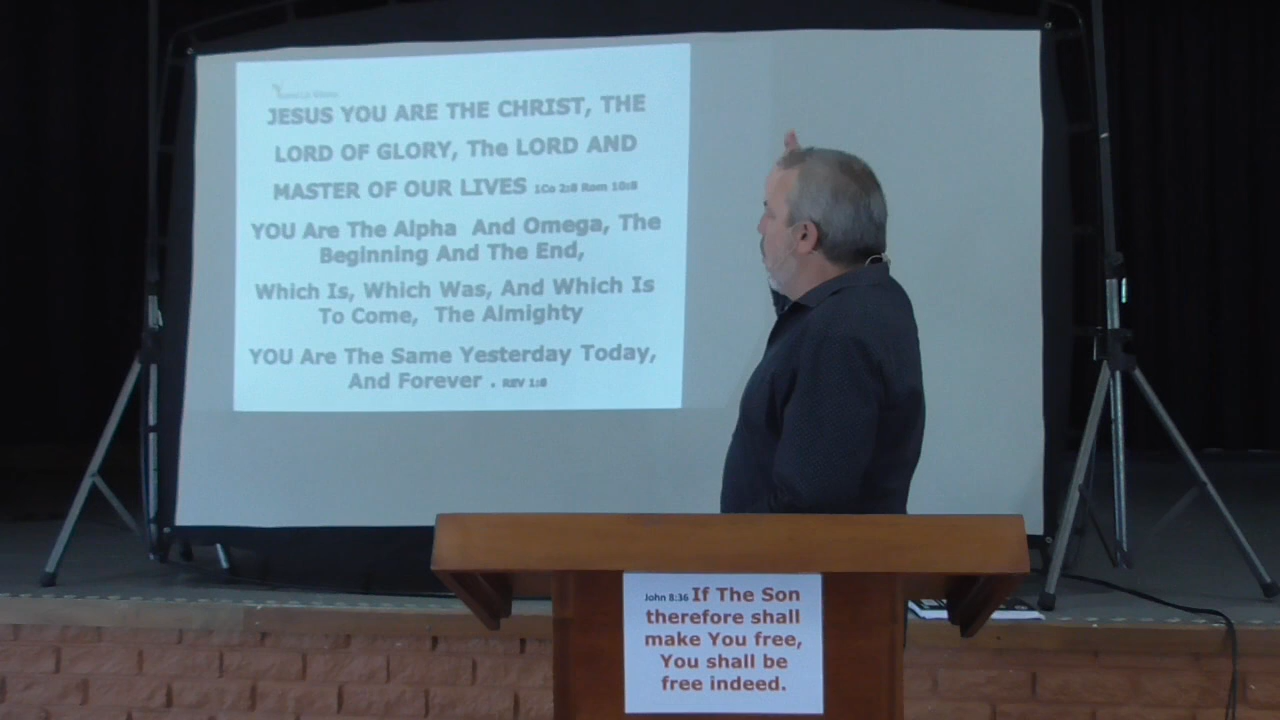 JESUS YOU ARE THE CHRIST, THE
LORD OF GLORY, The LORD AND
MASTER OF OUR LIVES 1Co 2:8 Rom 10:8
YOU Are The Alpha And Omega, The
Beginning And The End,
Which Is, Which Was, And Which Is
To Come, The Almighty
YOU Are The Same Yesterday Today,
And Forever . REV 1:8
John 8:36 If The Son
therefore shall
make You free,
You shall be
free indeed.